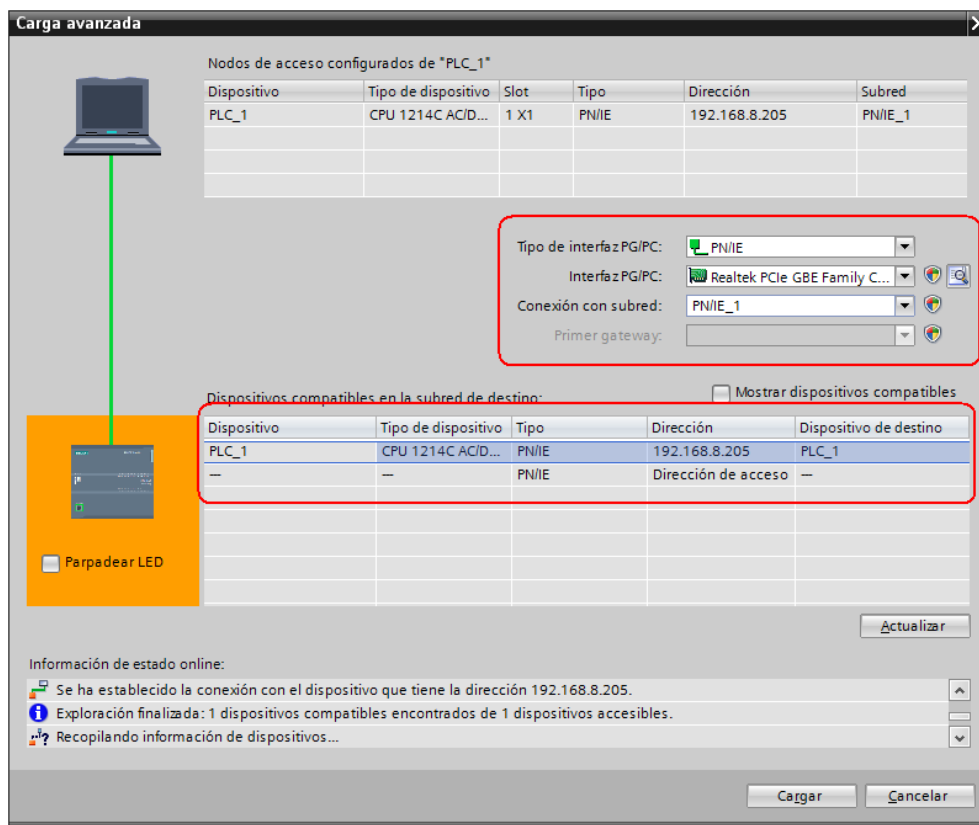 Carga avanzada
Nodos de acceso configurados de "PLC_1"
Dispositivo Tipo de dispositivo Slot Tipo Dirección Subred
PLC_1 CPU 1214C AC/D... 1 X1 PN/IE 192.168.8.205 PN/IE_1
Tipo de interfaz PG/PC: PN/IE
Interfaz PG/PC: Realtek PCIe GBE Family C...
Conexión con subred: PN/IE_1
Primer gateway:
Dispositivos compatibles en la subred de destino: Mostrar dispositivos compatibles
Dispositivo Tipo de dispositivo Tipo Dirección Dispositivo de destino
PLC_1 CPU 1214C AC/D... PN/IE 192.168.8.205 PLC_1
— — PN/IE Dirección de acceso —
Parpadear LED
Actualizar
Información de estado online:
Se ha establecido la conexión con el dispositivo que tiene la dirección 192.168.8.205.
Exploración finalizada: 1 dispositivos compatibles encontrados de 1 dispositivos accesibles.
Recopilando información de dispositivos...
Cargar Cancelar